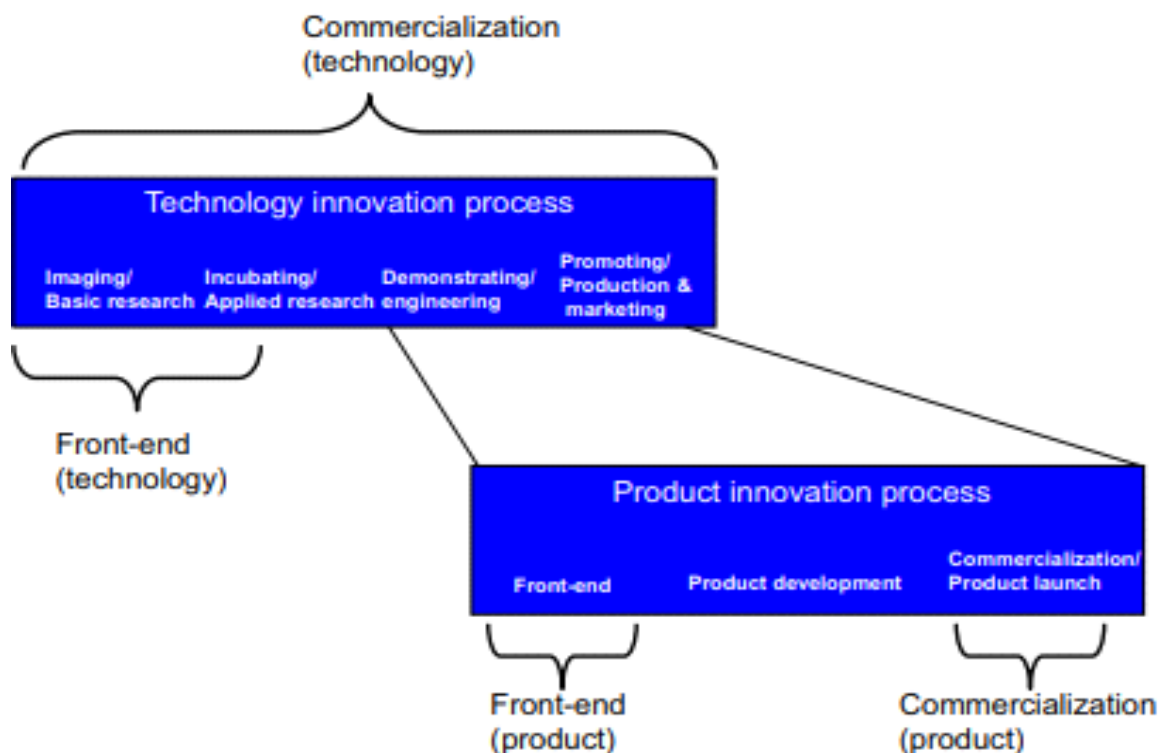 Commercialization
(technology)
Technology innovation process
Imaging/
Basic research
Incubating/
Applied research
Demonstrating/
engineering
Promoting/
Production &
marketing
Front-end
(technology)
Product innovation process
Front-end
Product development
Commercialization/
Product launch
Front-end
(product)
Commercialization
(product)